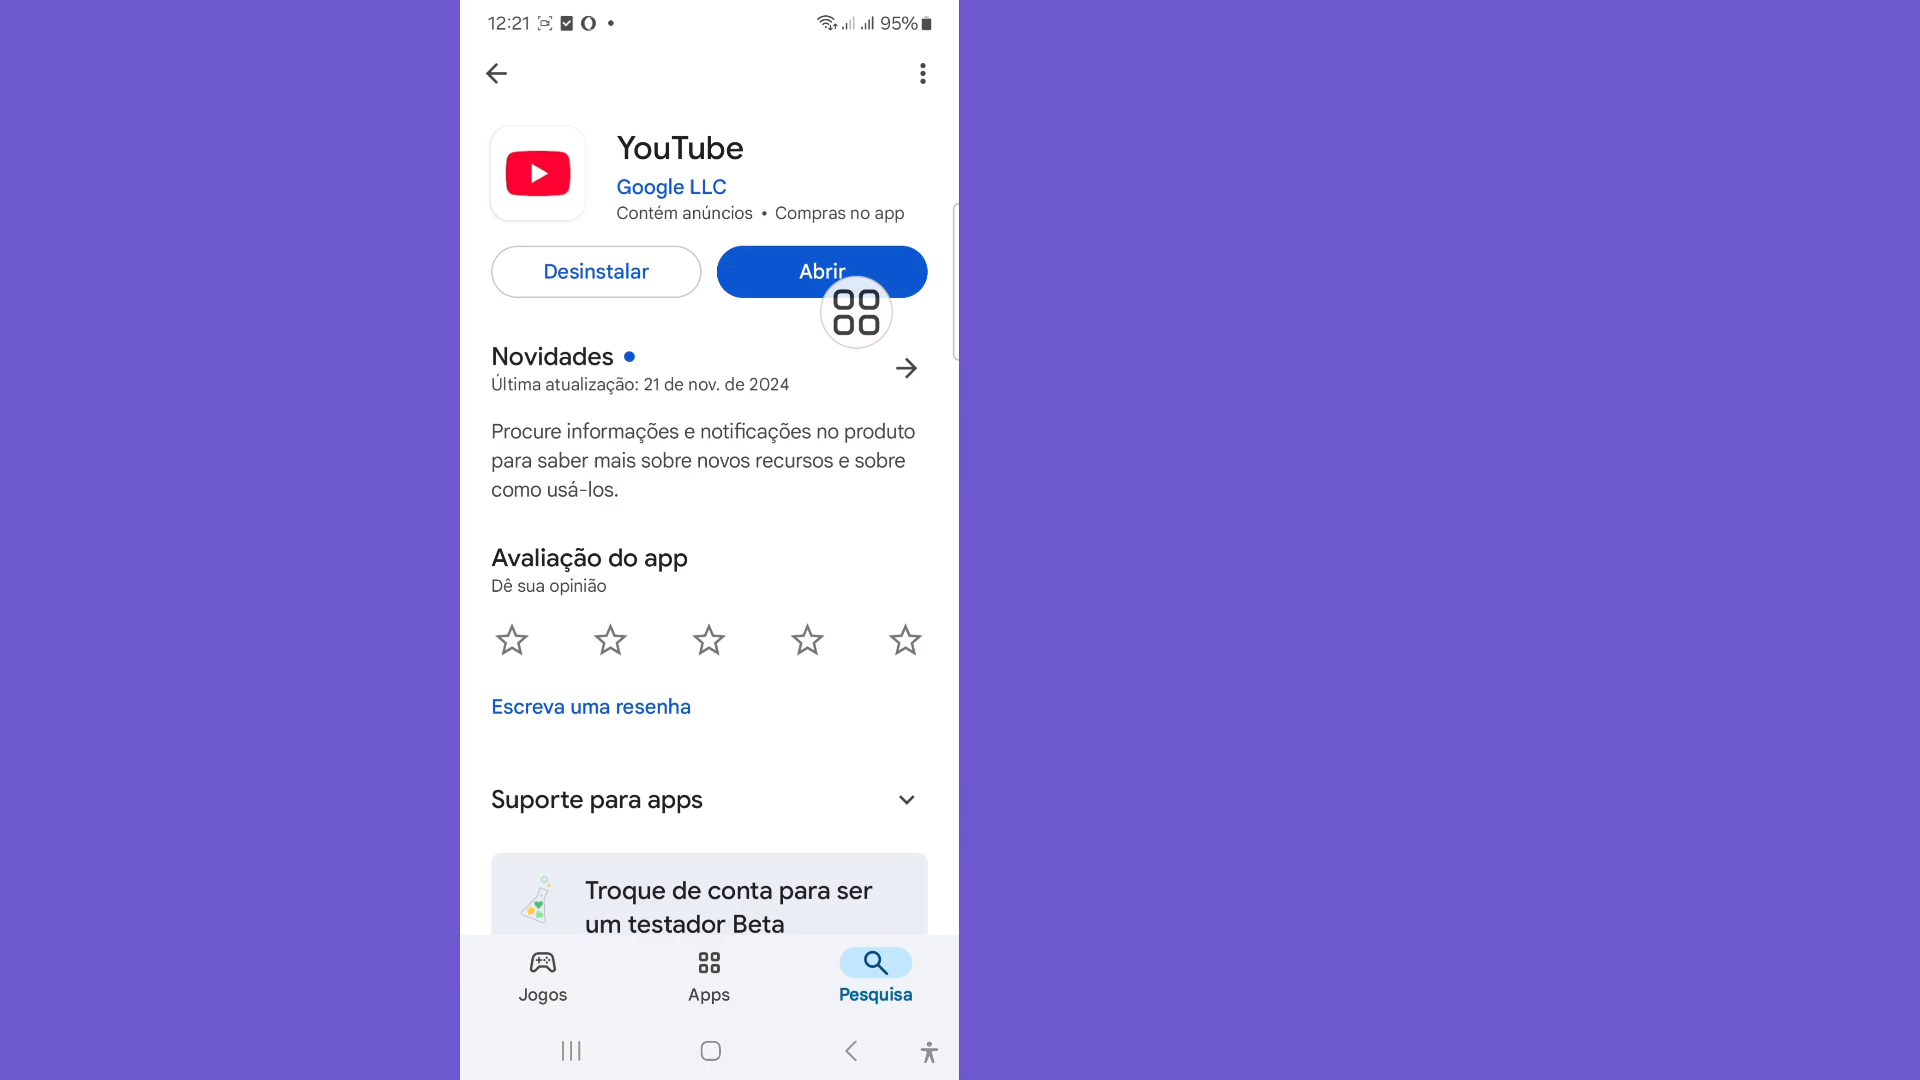 12:21
95%
YouTube
Google LLC
Contém anúncios • Compras no app
Desinstalar
Abrir
Novidades
Última atualização: 21 de nov. de 2024
Procure informações e notificações no produto
para saber mais sobre novos recursos e sobre
como usá-los.
Avaliação do app
Dê sua opinião
Escreva uma resenha
Suporte para apps
Troque de conta para ser
um testador Beta
Jogos
Apps
Pesquisa